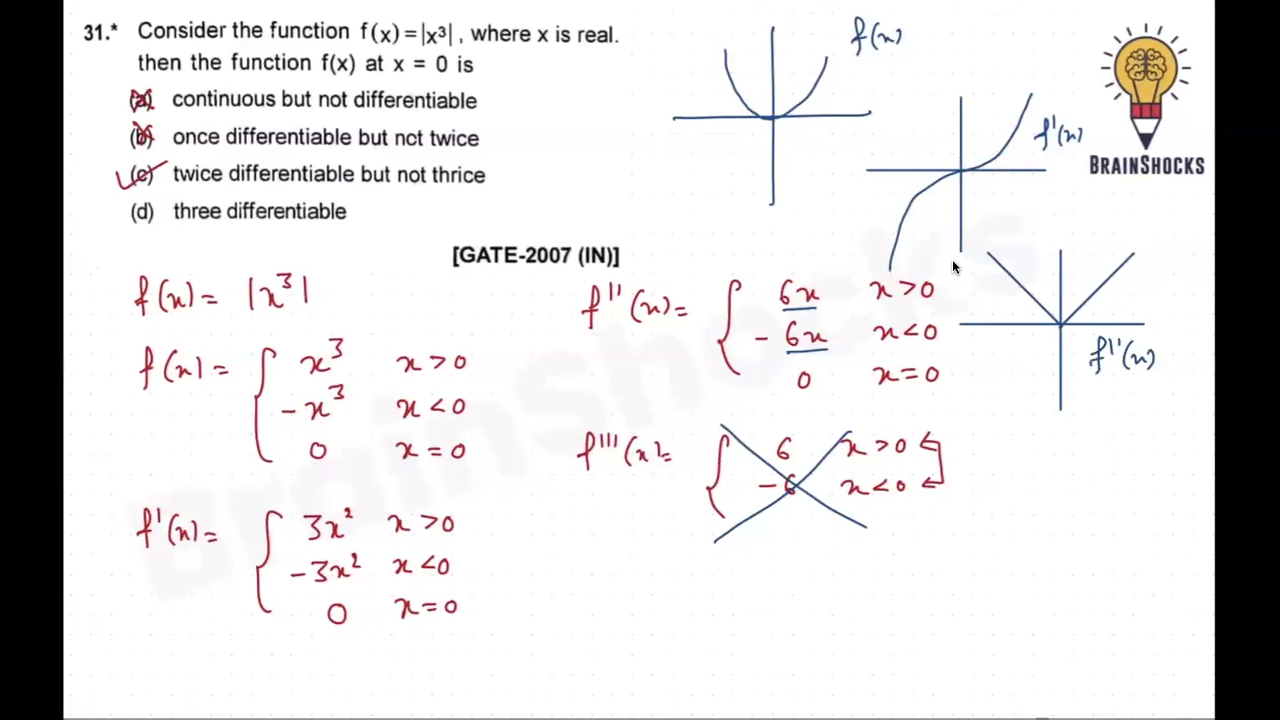 31.* Consider the function f(x) = |x³|, where x is real.
then the function f(x) at x = 0 is
(a) continuous but not differentiable
(b) once differentiable but nct twice
(c) twice differentiable but not thrice
(d) three differentiable
[GATE-2007 (IN)]
f(x)
f'(x)
BRAINSHOCKS
f''(x)
f(x) = |x³|
f(x) = { x³ x > 0
- x³ x < 0
0 x = 0
f'(x) = { 3x² x > 0
- 3x² x < 0
0 x = 0
f''(x) = { 6x x > 0
- 6x x < 0
0 x = 0
f'''(x) = { 6 x > 0
- 6 x < 0
Brainshocks